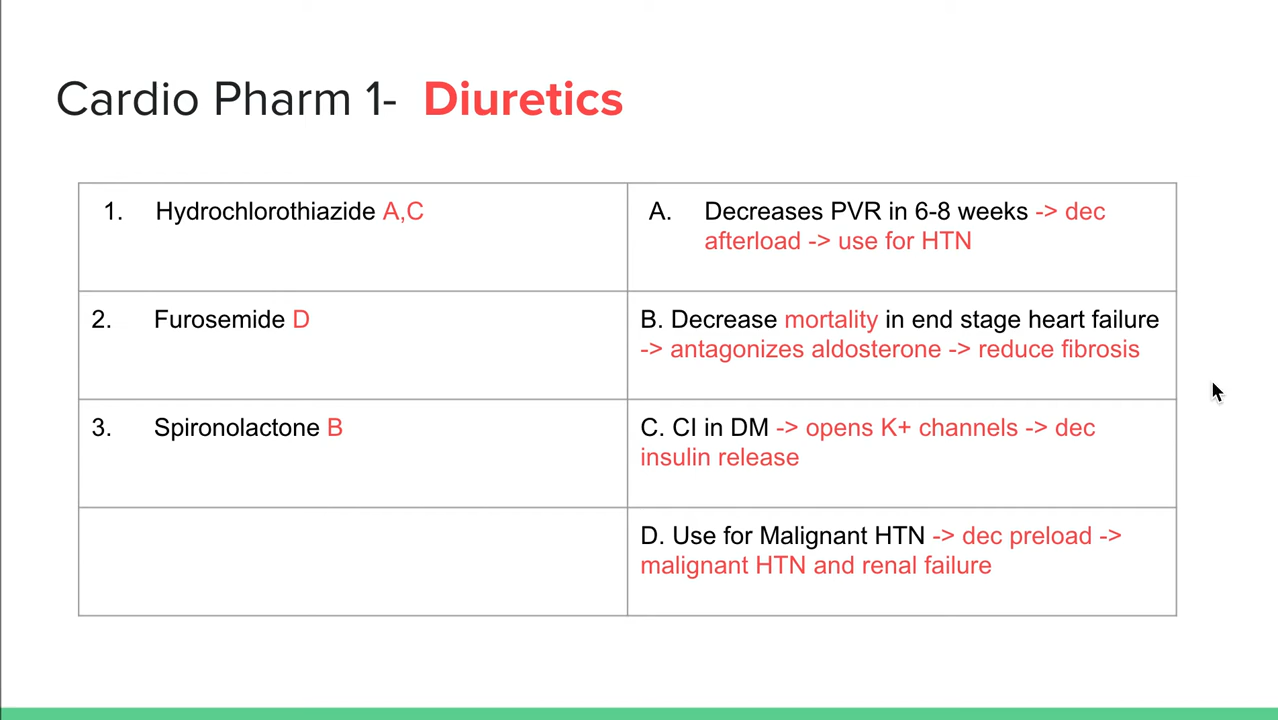 Cardio Pharm 1- Diuretics
1. Hydrochlorothiazide A,C
A. Decreases PVR in 6-8 weeks -> dec
afterload -> use for HTN
2. Furosemide D
B. Decrease mortality in end stage heart failure
-> antagonizes aldosterone -> reduce fibrosis
3. Spironolactone B
C. CI in DM -> opens K+ channels -> dec
insulin release
D. Use for Malignant HTN -> dec preload ->
malignant HTN and renal failure